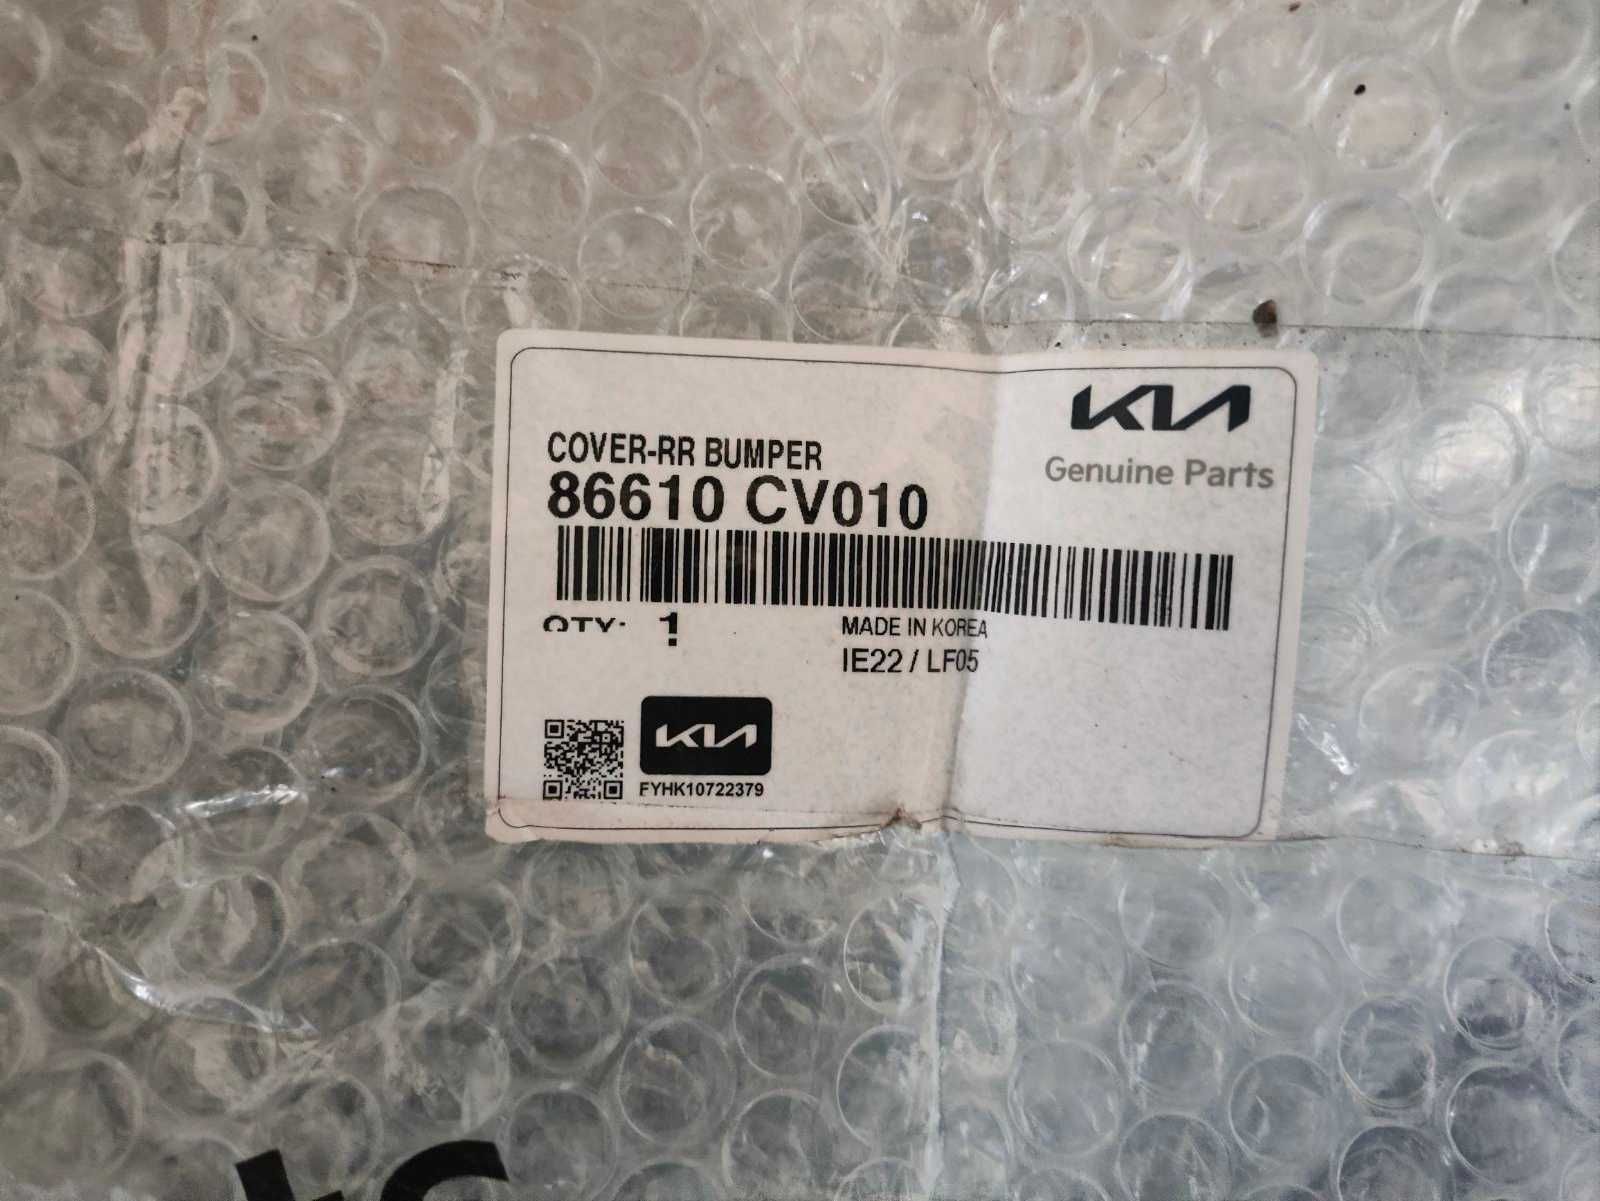 KIA
Genuine Parts
COVER-RR BUMPER
86610 CV010
QTY: 1
MADE IN KOREA
IE22 / LF05
KIA
FYHK10722379